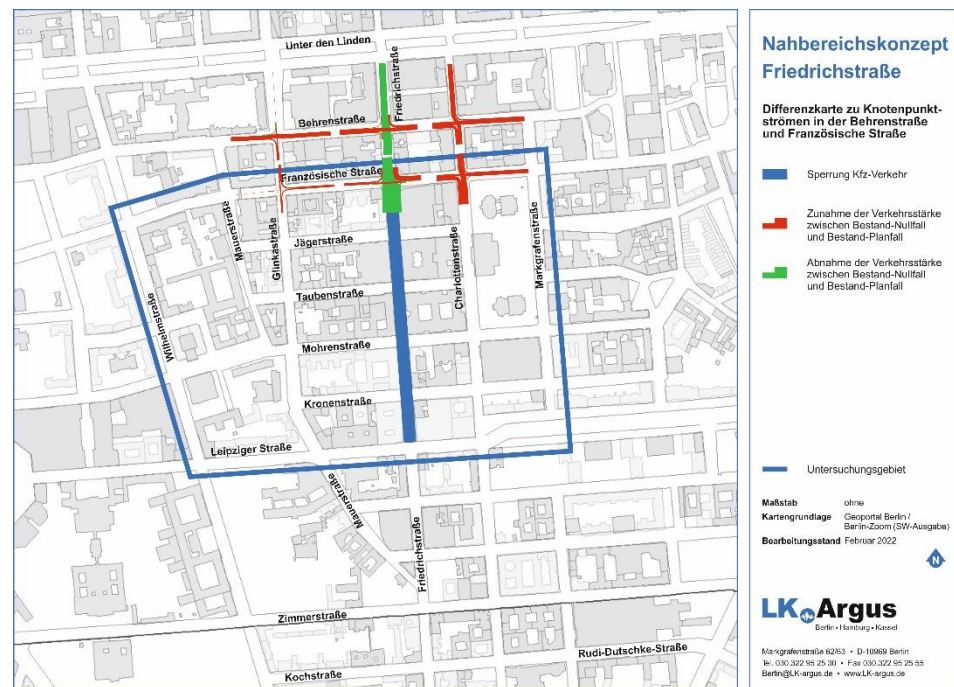 Unter den Linden
Friedrichstraße
Behrenstraße
Französische Straße
Mauerstraße
Glinkastraße
Jägerstraße
Charlottenstraße
Markgrafenstraße
Taubenstraße
Wilhelmstraße
Mohrenstraße
Kronenstraße
Leipziger Straße
Mauerstraße
Friedrichstraße
Zimmerstraße
Rudi-Dutschke-Straße
Kochstraße
Nahbereichskonzept
Friedrichstraße
Differenzkarte zu Knotenpunkt-
strömen in der Behrenstraße
und Französische Straße
Sperrung Kfz-Verkehr
Zunahme der Verkehrsstärke
zwischen Bestand-Nullfall
und Bestand-Planfall
Abnahme der Verkehrsstärke
zwischen Bestand-Nullfall
und Bestand-Planfall
Untersuchungsgebiet
Maßstab ohne
Kartengrundlage Geoportal Berlin /
Berlin-Zoom (SW-Ausgabe)
Bearbeitungsstand Februar 2022
N
LK Argus
Berlin • Hamburg • Kassel
Markgrafenstraße 62/63 • D-10969 Berlin
Tel. 030.322 95 25 30 • Fax 030.322 95 25 55
Berlin@LK-argus.de • www.LK-argus.de